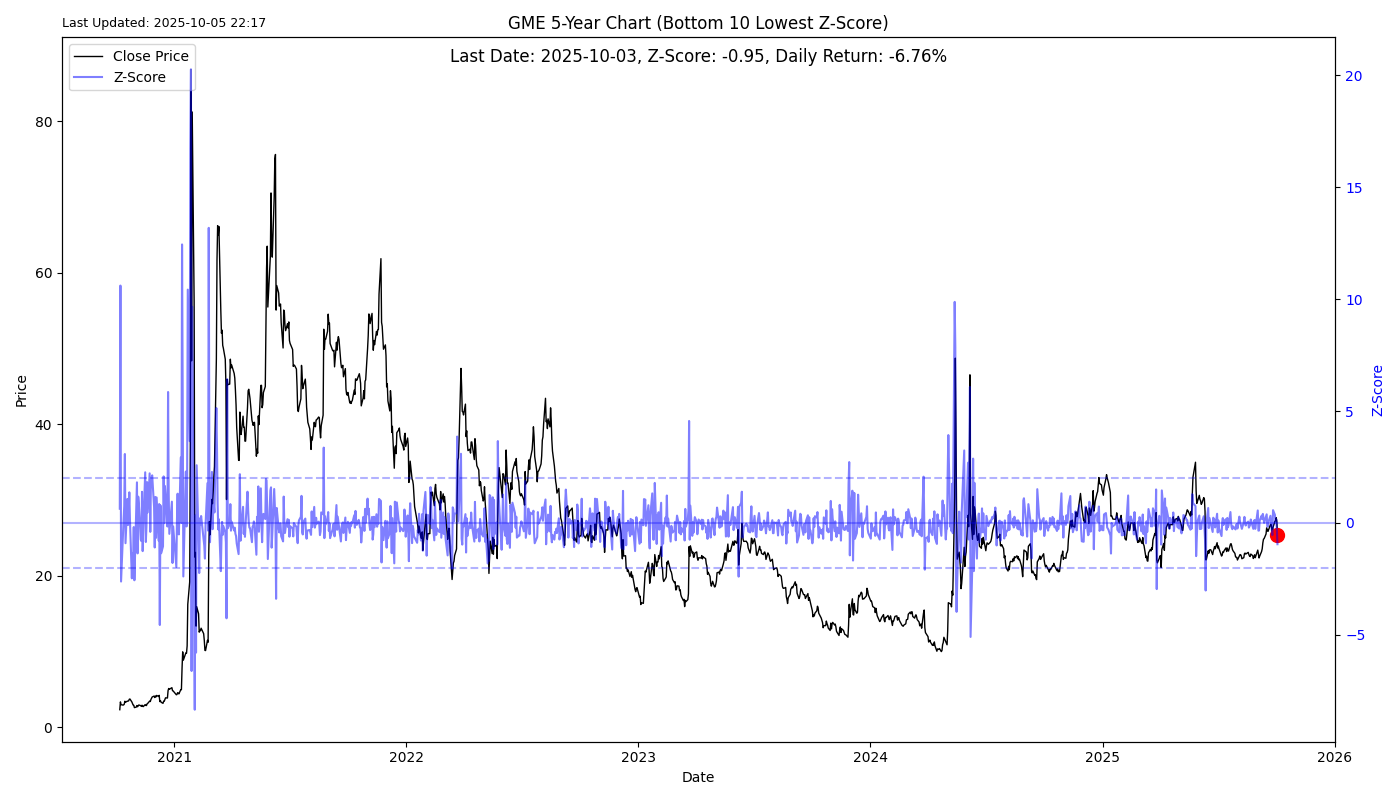 Last Updated: 2025-10-05 22:17
GME 5-Year Chart (Bottom 10 Lowest Z-Score)
Last Date: 2025-10-03, Z-Score: -0.95, Daily Return: -6.76%
Close Price
Z-Score
80
60
40
20
0
Price
20
15
10
5
0
−5
Z-Score
2021
2022
2023
2024
2025
2026
Date